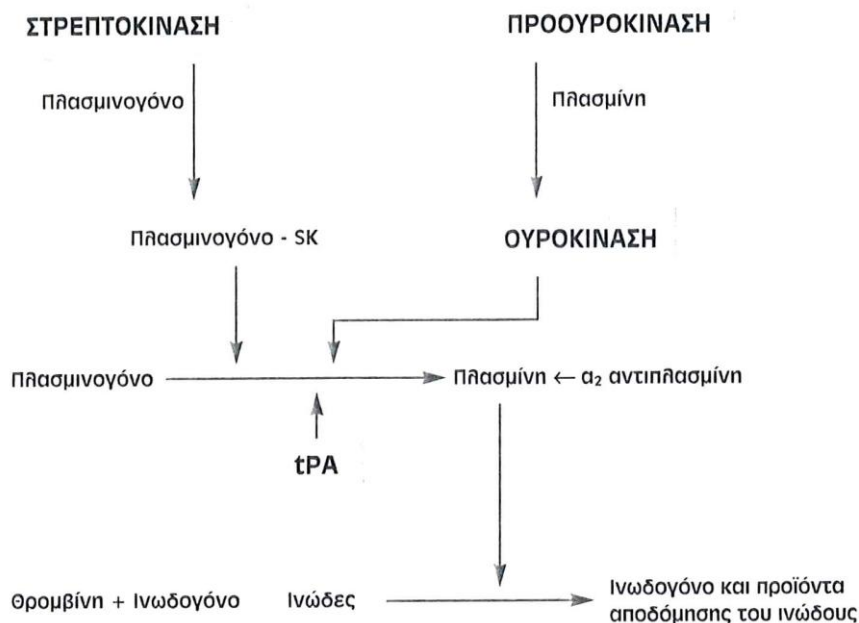 ΣΤΡΕΠΤΟΚΙΝΑΣΗ
ΠΡΟΟΥΡΟΚΙΝΑΣΗ
Πλασμινογόνο
Πλασμίνη
Πλασμινογόνο - SK
ΟΥΡΟΚΙΝΑΣΗ
Πλασμινογόνο
Πλασμίνη ← α₂ αντιπλασμίνη
tPA
Θρομβίνη + Ινωδογόνο
Ινώδες
Ινωδογόνο και προϊόντα
αποδόμησης του ινώδους